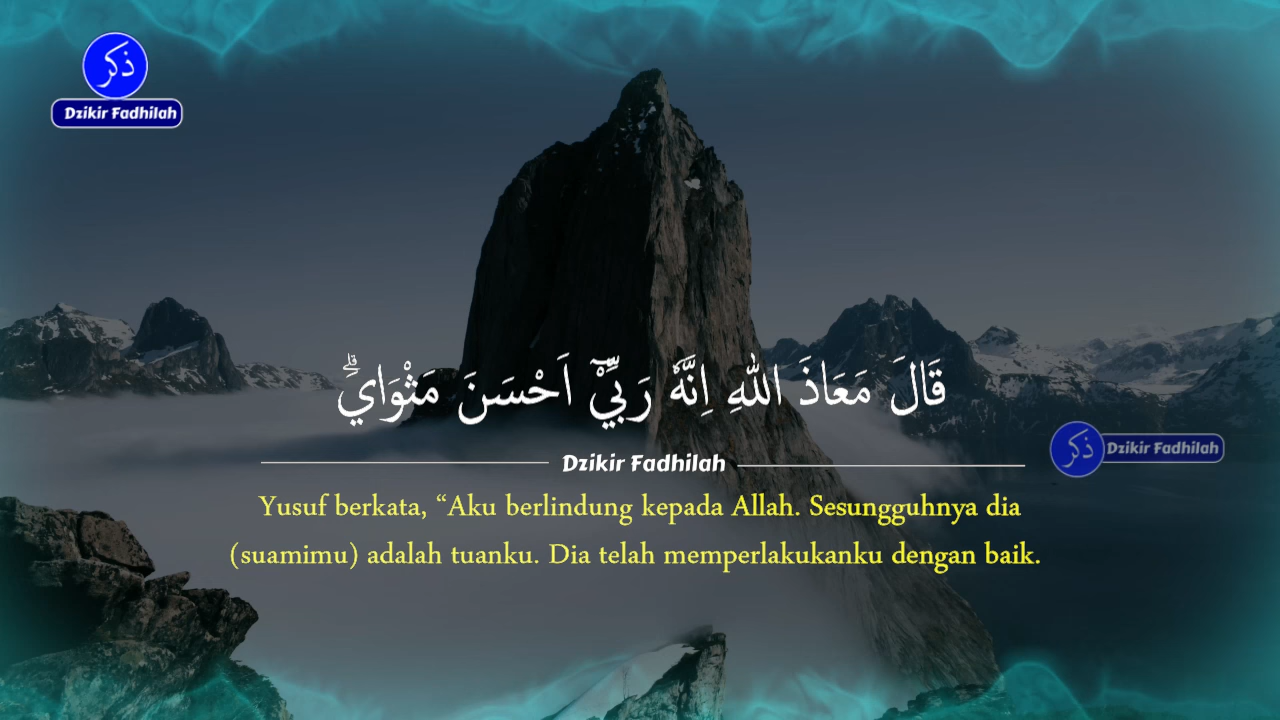 ذكر
Dzikir Fadhilah
قَالَ مَعَاذَ اللّٰهِ اِنَّهٗ رَبِّيْٓ اَحْسَنَ مَثْوَايَۗ
ذكر
Dzikir Fadhilah
Dzikir Fadhilah
Yusuf berkata, “Aku berlindung kepada Allah. Sesungguhnya dia
(suamimu) adalah tuanku. Dia telah memperlakukanku dengan baik.